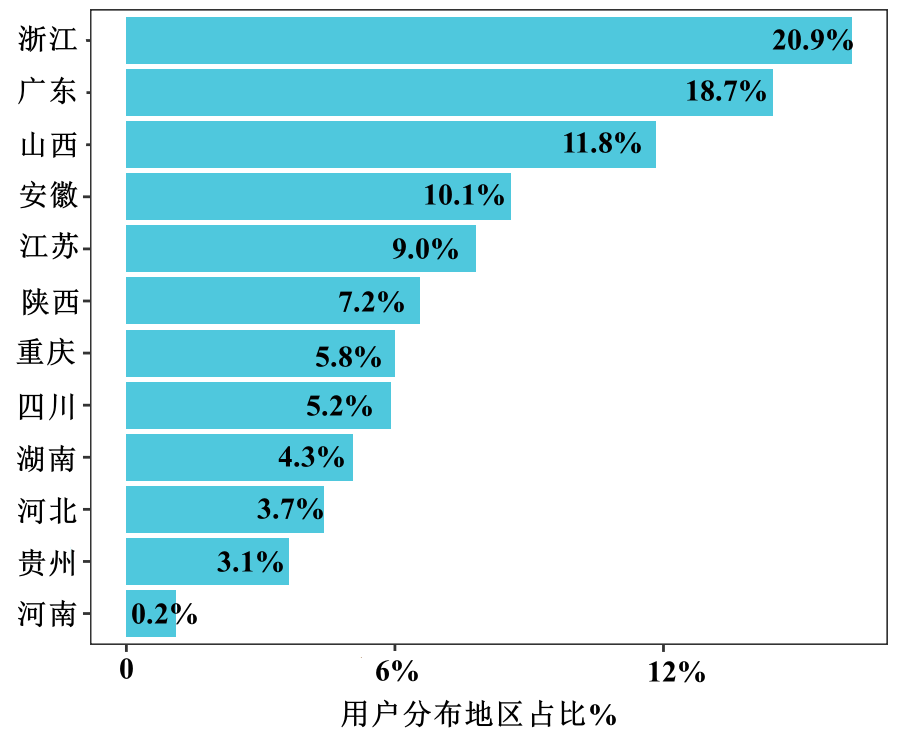 浙江 20.9%
广东 18.7%
山西 11.8%
安徽 10.1%
江苏 9.0%
陕西 7.2%
重庆 5.8%
四川 5.2%
湖南 4.3%
河北 3.7%
贵州 3.1%
河南 0.2%
0 6% 12%
用户分布地区占比%